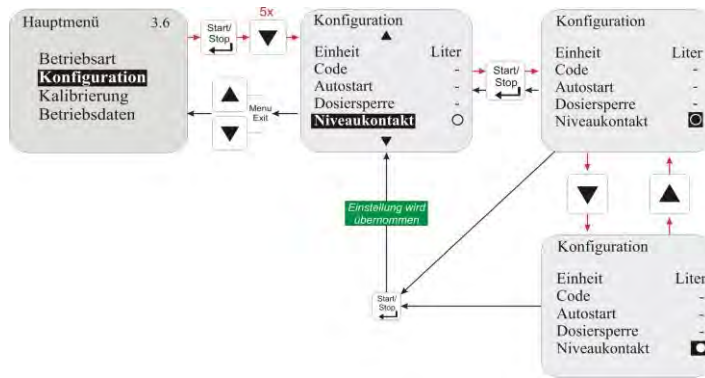 Hauptmenü 3.6
Betriebsart
Konfiguration
Kalibrierung
Betriebsdaten
Start/
Stop
5x
Menu
Exit
Konfiguration
Einheit Liter
Code -
Autostart -
Dosiersperre -
Niveaukontakt
Start/
Stop
Konfiguration
Einheit Liter
Code -
Autostart -
Dosiersperre -
Niveaukontakt
Einstellung wird
übernommen
Start/
Stop
Konfiguration
Einheit Liter
Code -
Autostart -
Dosiersperre -
Niveaukontakt